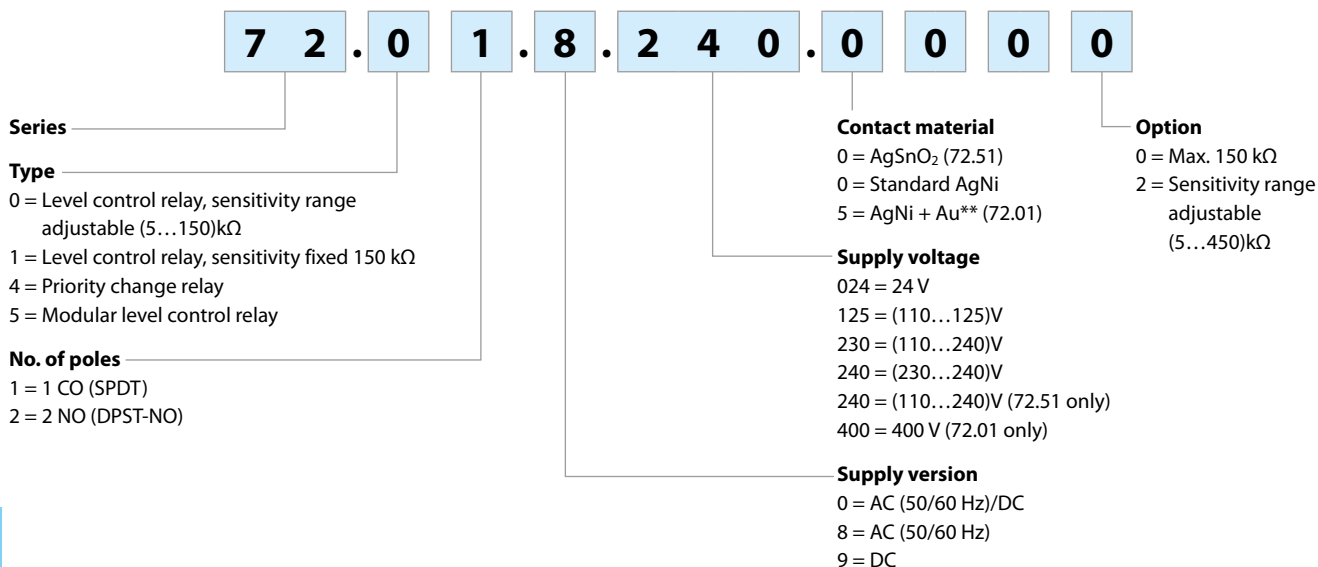 7 2 . 0 1 . 8 . 2 4 0 . 0 0 0 0
Series
Type
0 = Level control relay, sensitivity range
adjustable (5…150)kΩ
1 = Level control relay, sensitivity fixed 150 kΩ
4 = Priority change relay
5 = Modular level control relay
No. of poles
1 = 1 CO (SPDT)
2 = 2 NO (DPST-NO)
Contact material
0 = AgSnO₂ (72.51)
0 = Standard AgNi
5 = AgNi + Au** (72.01)
Supply voltage
024 = 24 V
125 = (110…125)V
230 = (110…240)V
240 = (230…240)V
240 = (110…240)V (72.51 only)
400 = 400 V (72.01 only)
Supply version
0 = AC (50/60 Hz)/DC
8 = AC (50/60 Hz)
9 = DC
Option
0 = Max. 150 kΩ
2 = Sensitivity range
adjustable
(5…450)kΩ